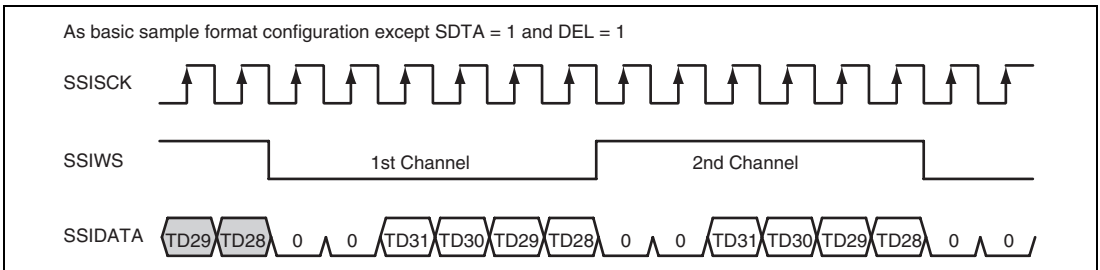 As basic sample format configuration except SDTA = 1 and DEL = 1
SSISCK
SSIWS 1st Channel 2nd Channel
SSIDATA TD29 TD28 0 0 TD31 TD30 TD29 TD28 0 0 TD31 TD30 TD29 TD28 0 0